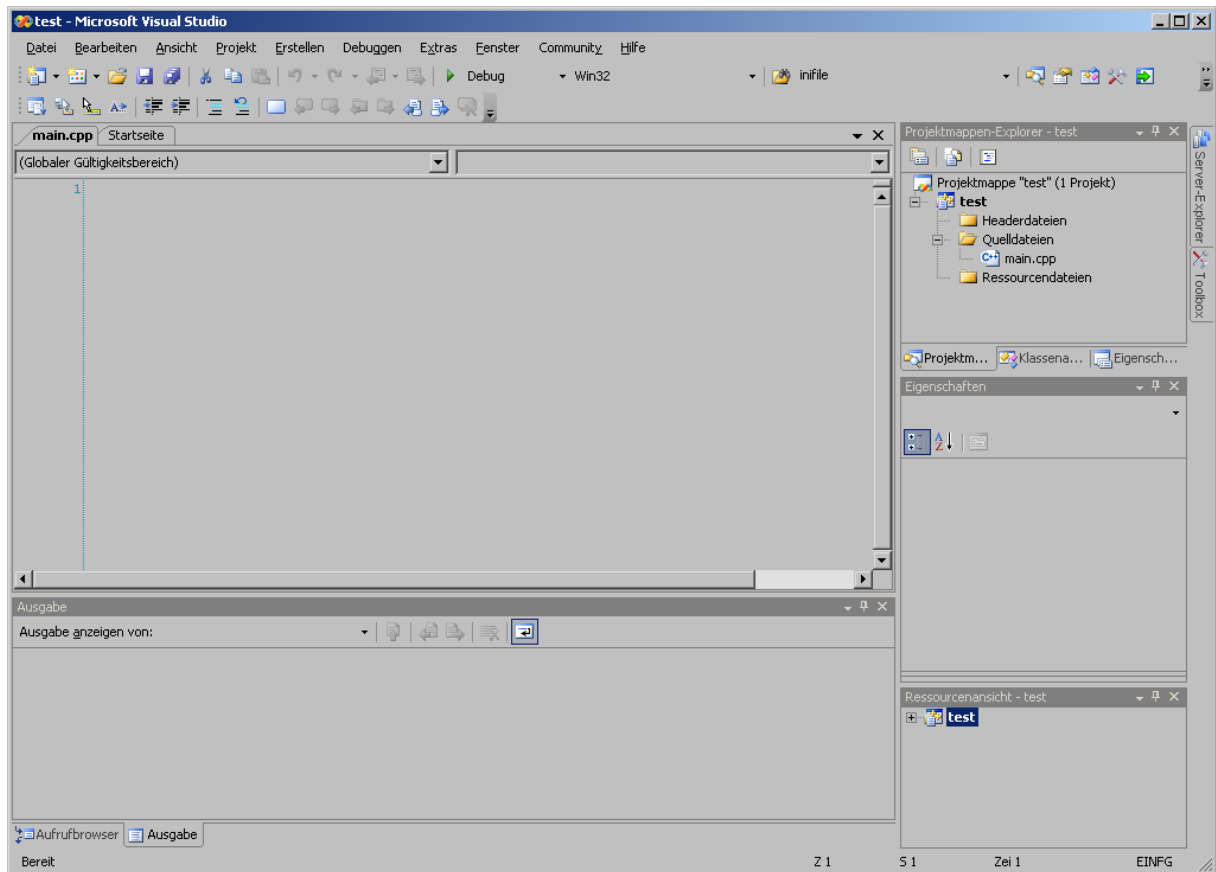 test - Microsoft Visual Studio
Datei Bearbeiten Ansicht Projekt Erstellen Debuggen Extras Fenster Community Hilfe
Debug Win32 inifile
main.cpp Startseite
(Globaler Gültigkeitsbereich)
1
Projektmappen-Explorer - test
Projektmappe "test" (1 Projekt)
test
Headerdateien
Quelldateien
main.cpp
Ressourcendateien
Projektm... Klassena... Eigensch...
Server-Explorer
Toolbox
Eigenschaften
Ausgabe
Ausgabe anzeigen von:
Ressourcenansicht - test
test
Aufrufbrowser Ausgabe
Bereit Z 1 S 1 Zei 1 EINFG